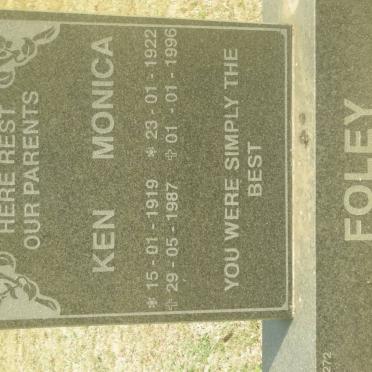 HERE REST
OUR PARENTS
KEN MONICA
* 15 - 01 - 1919 * 23 - 01 - 1922
✝ 29 - 05 - 1987 ✝ 01 - 01 - 1996
YOU WERE SIMPLY THE
BEST
FOLEY
272